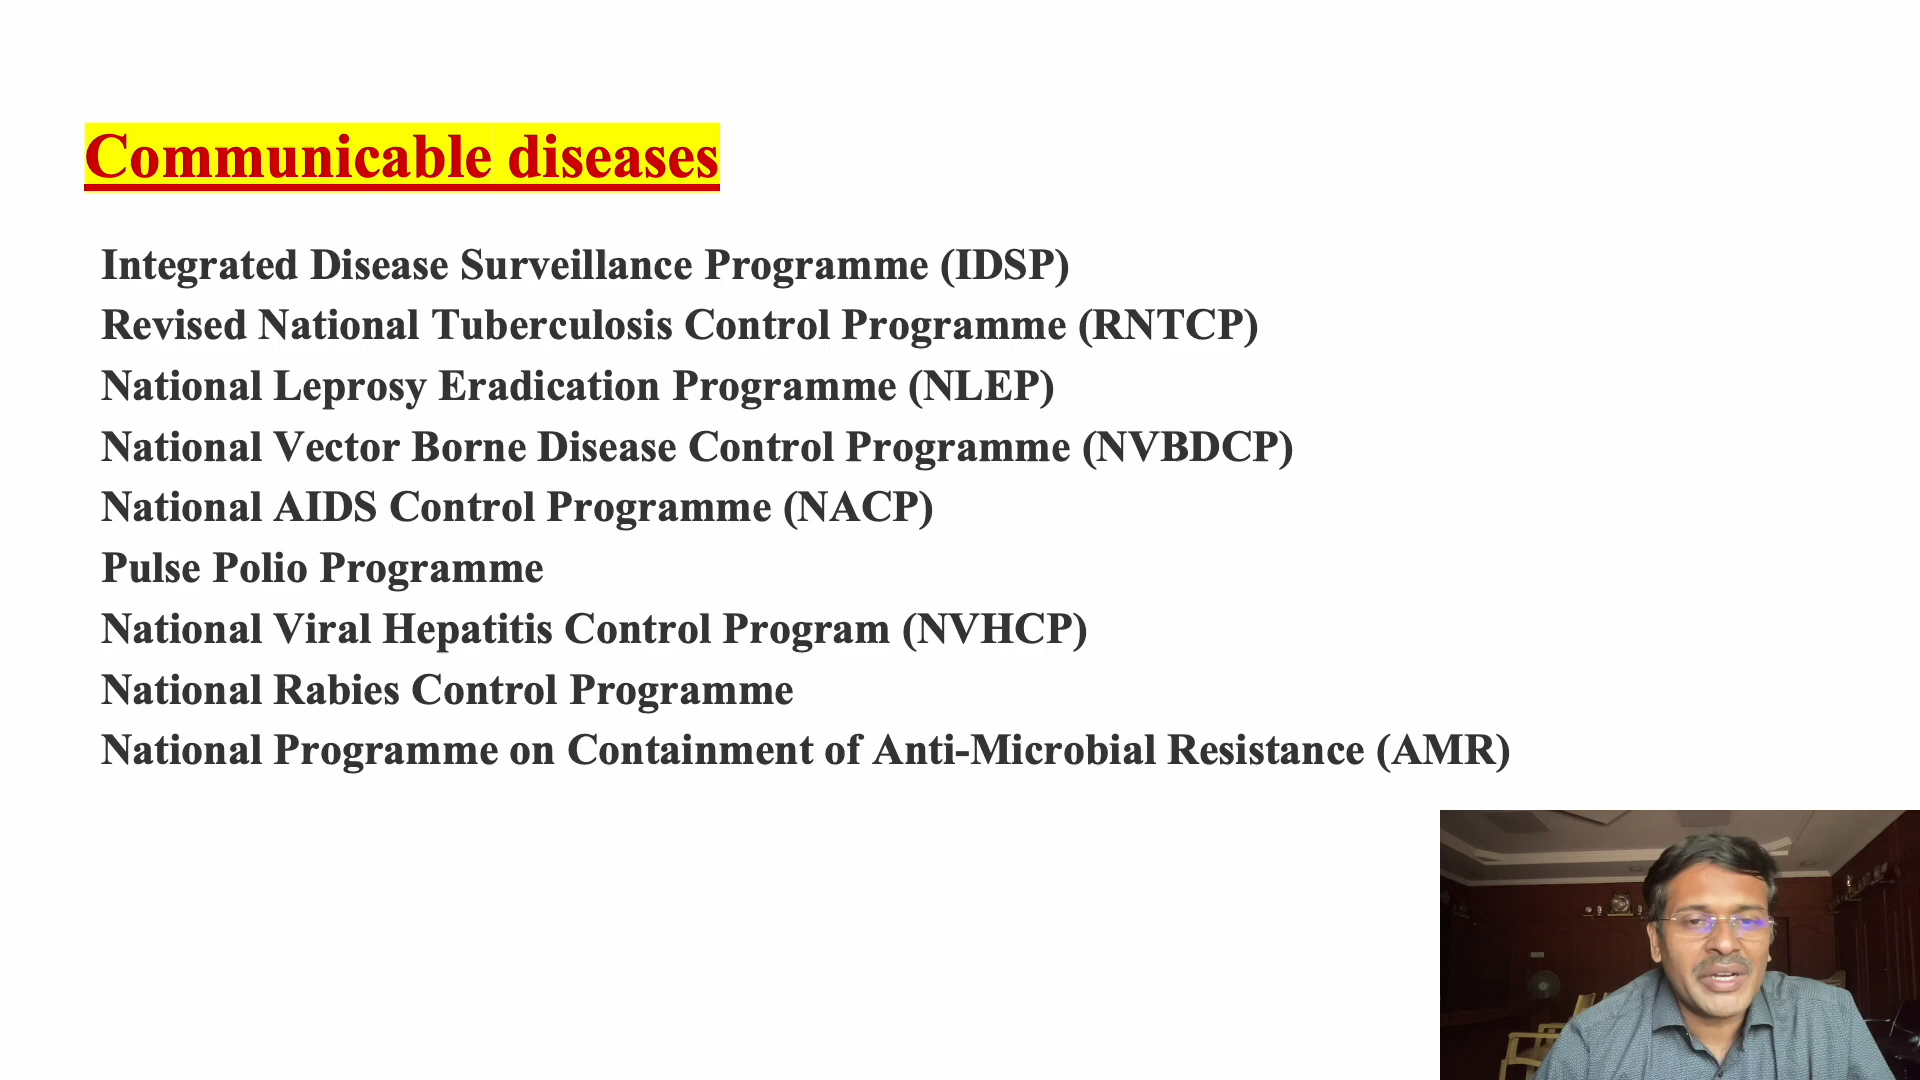 Communicable diseases
Integrated Disease Surveillance Programme (IDSP)
Revised National Tuberculosis Control Programme (RNTCP)
National Leprosy Eradication Programme (NLEP)
National Vector Borne Disease Control Programme (NVBDCP)
National AIDS Control Programme (NACP)
Pulse Polio Programme
National Viral Hepatitis Control Program (NVHCP)
National Rabies Control Programme
National Programme on Containment of Anti-Microbial Resistance (AMR)